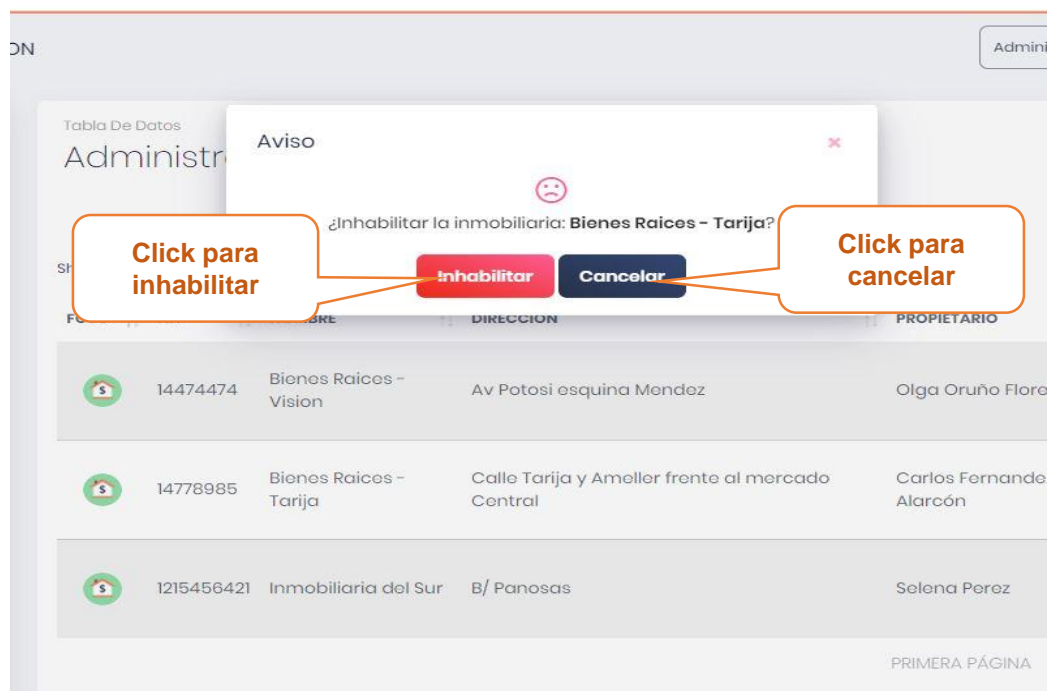 ON
Admini
Tabla De Datos
Administr
Aviso
¿Inhabilitar la inmobiliaria: Bienes Raices - Tarija?
Click para
inhabilitar
Inhabilitar
Cancelar
Click para
cancelar
DIRECCIÓN
PROPIETARIO
14474474
Bienes Raices -
Vision
Av Potosi esquina Mendez
Olga Oruño Flore
14778985
Bienes Raices -
Tarija
Calle Tarija y Ameller frente al mercado
Central
Carlos Fernande
Alarcón
1215456421
Inmobiliaria del Sur
B/ Panosas
Selena Perez
PRIMERA PÁGINA